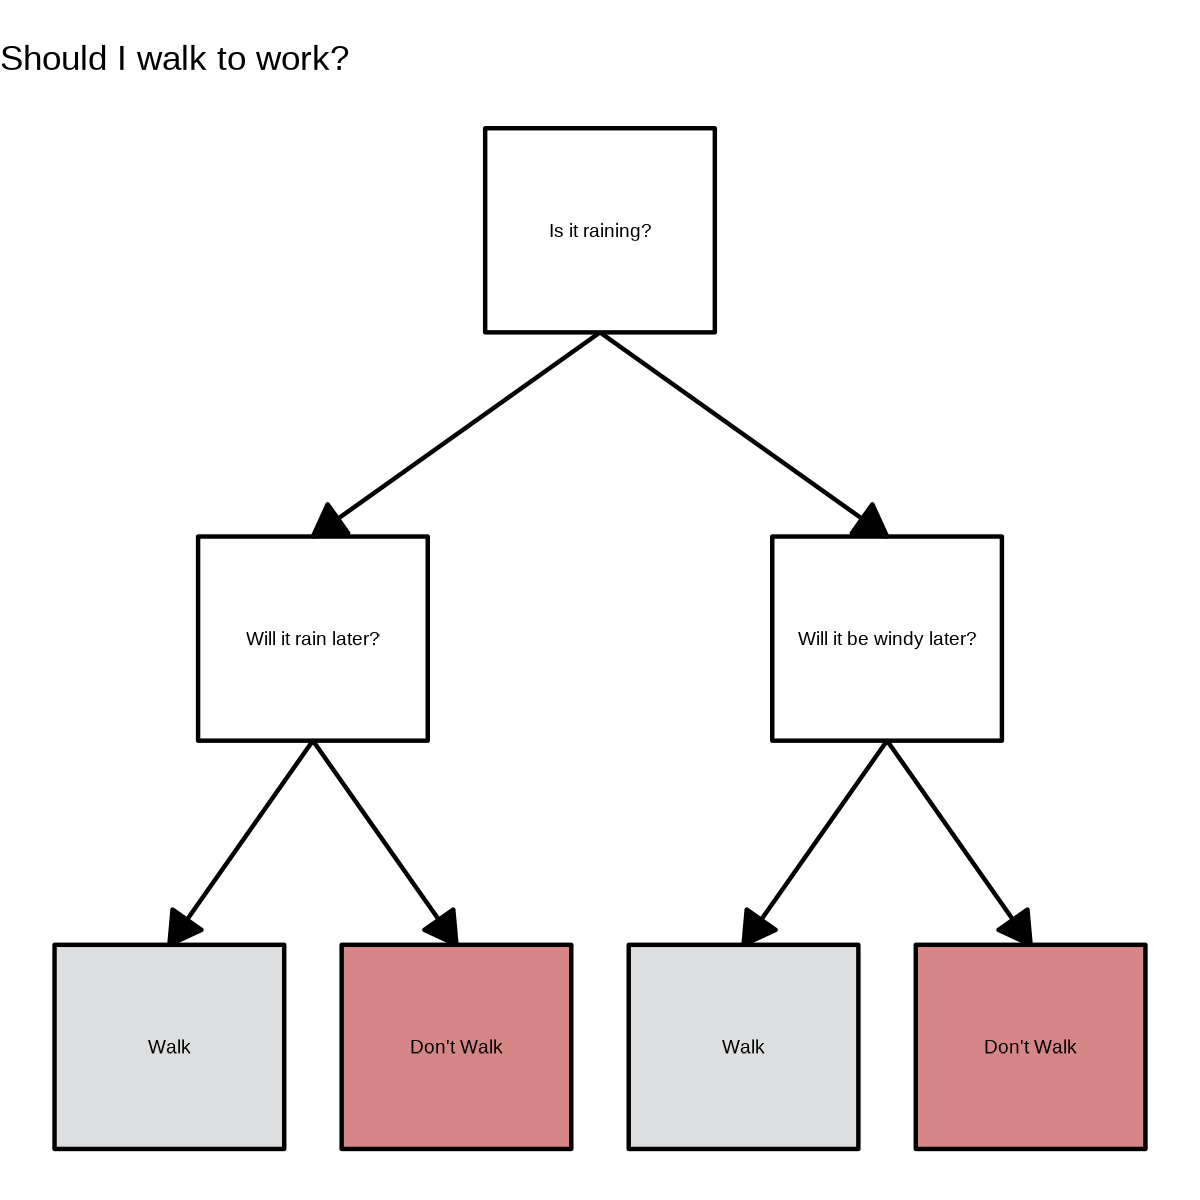 Should I walk to work?
Is it raining?
Will it rain later?
Will it be windy later?
Walk
Don't Walk
Walk
Don't Walk